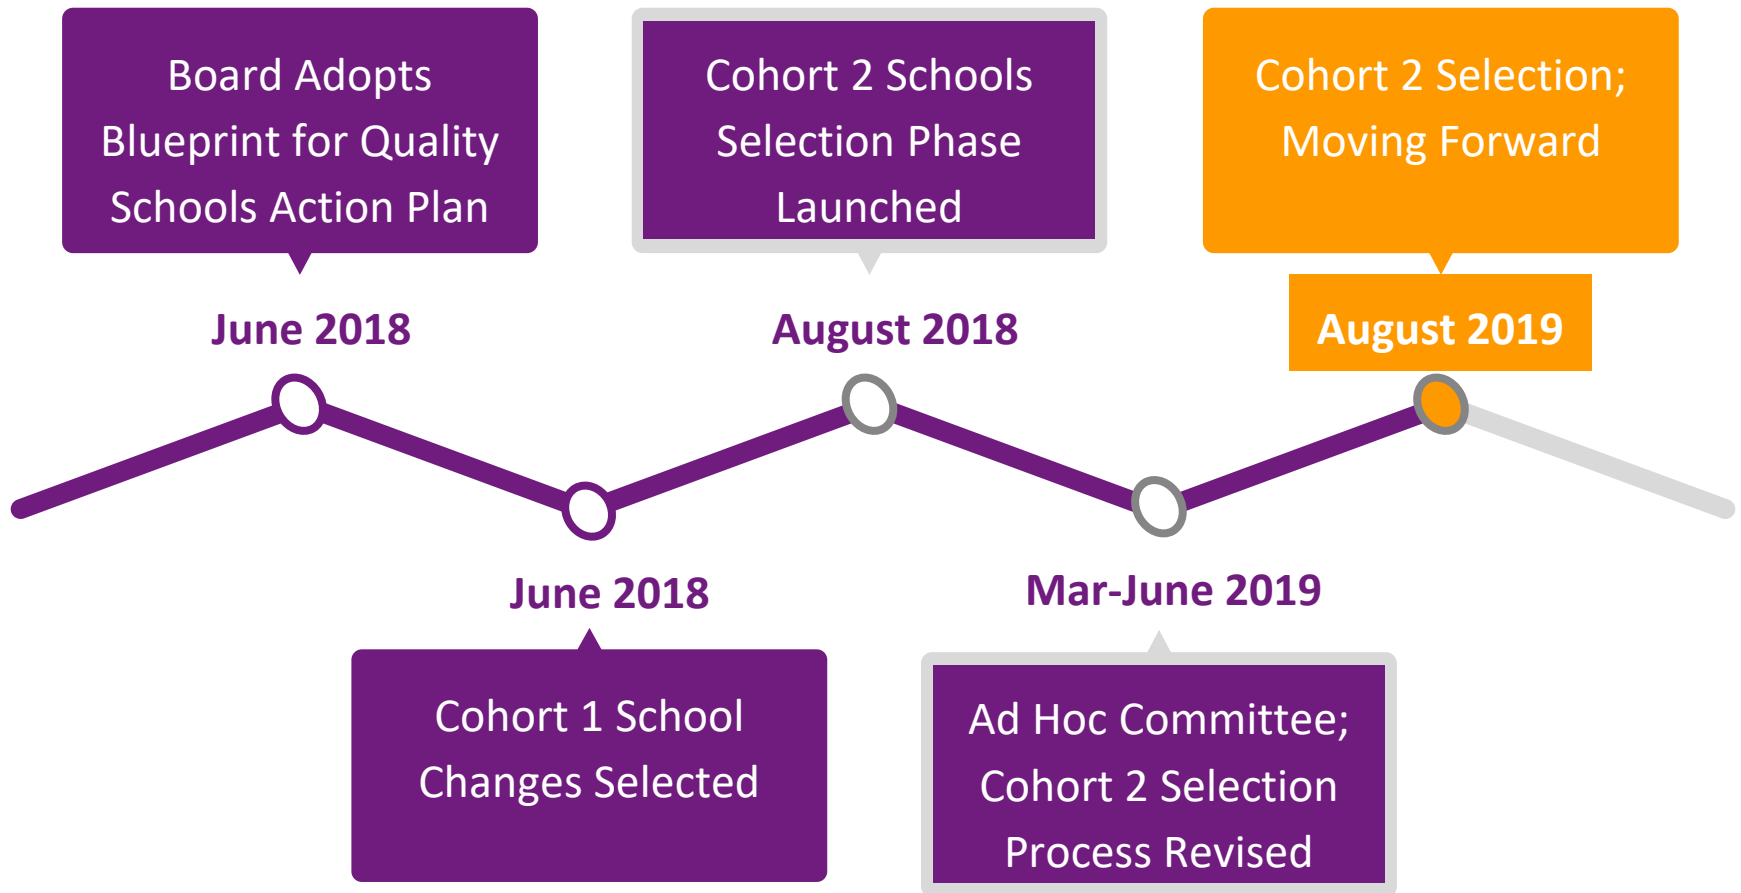 Board Adopts
Blueprint for Quality
Schools Action Plan
June 2018
Cohort 1 School
Changes Selected
June 2018
Cohort 2 Schools
Selection Phase
Launched
August 2018
Ad Hoc Committee;
Cohort 2 Selection
Process Revised
Mar-June 2019
Cohort 2 Selection;
Moving Forward
August 2019